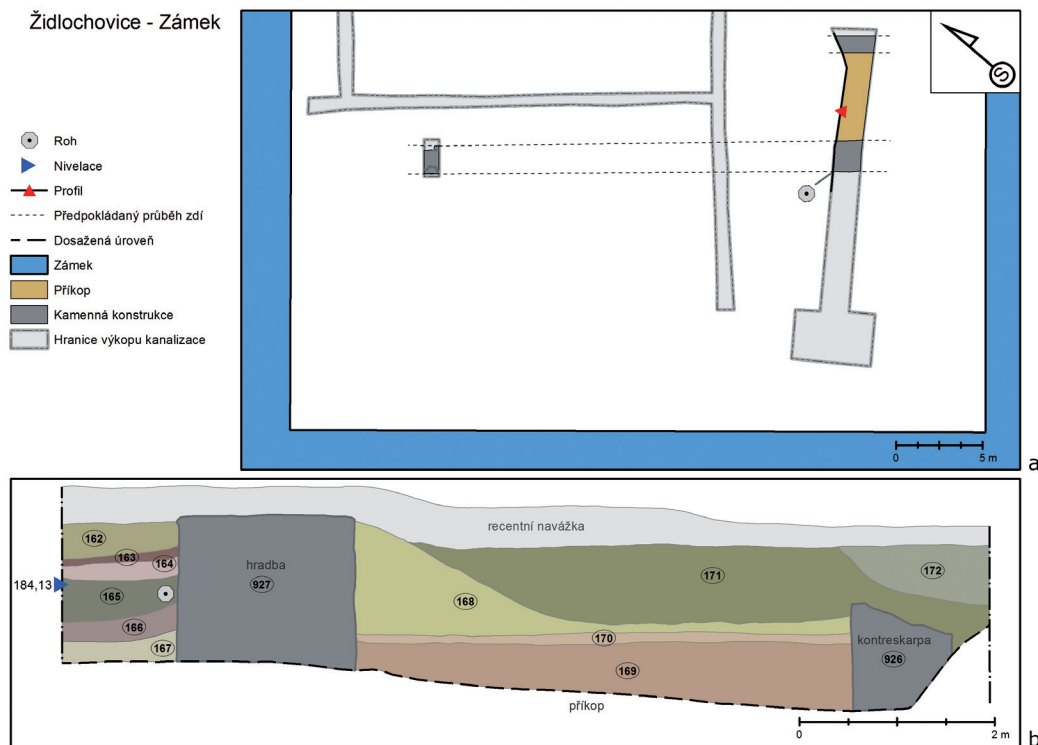 Židlochovice - Zámek
S
Roh
Nivelace
Profil
Předpokládaný průběh zdí
Dosažená úroveň
Zámek
Příkop
Kamenná konstrukce
Hranice výkopu kanalizace
0 5 m
a
recentní navážka
162
163
164
hradba
927
171
172
184,13
165
168
166
170
kontreskarpa
167
169
926
příkop
0 2 m
b